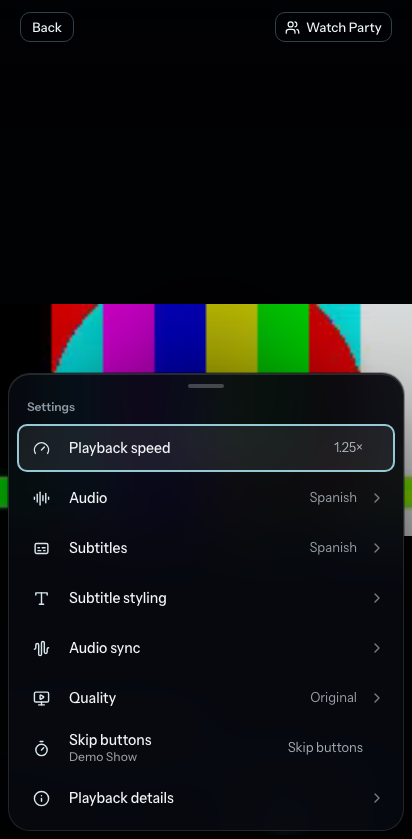 Back
Watch Party
Settings
Playback speed 1.25×
Audio Spanish
Subtitles Spanish
Subtitle styling
Audio sync
Quality Original
Skip buttons
Demo Show
Skip buttons
Playback details